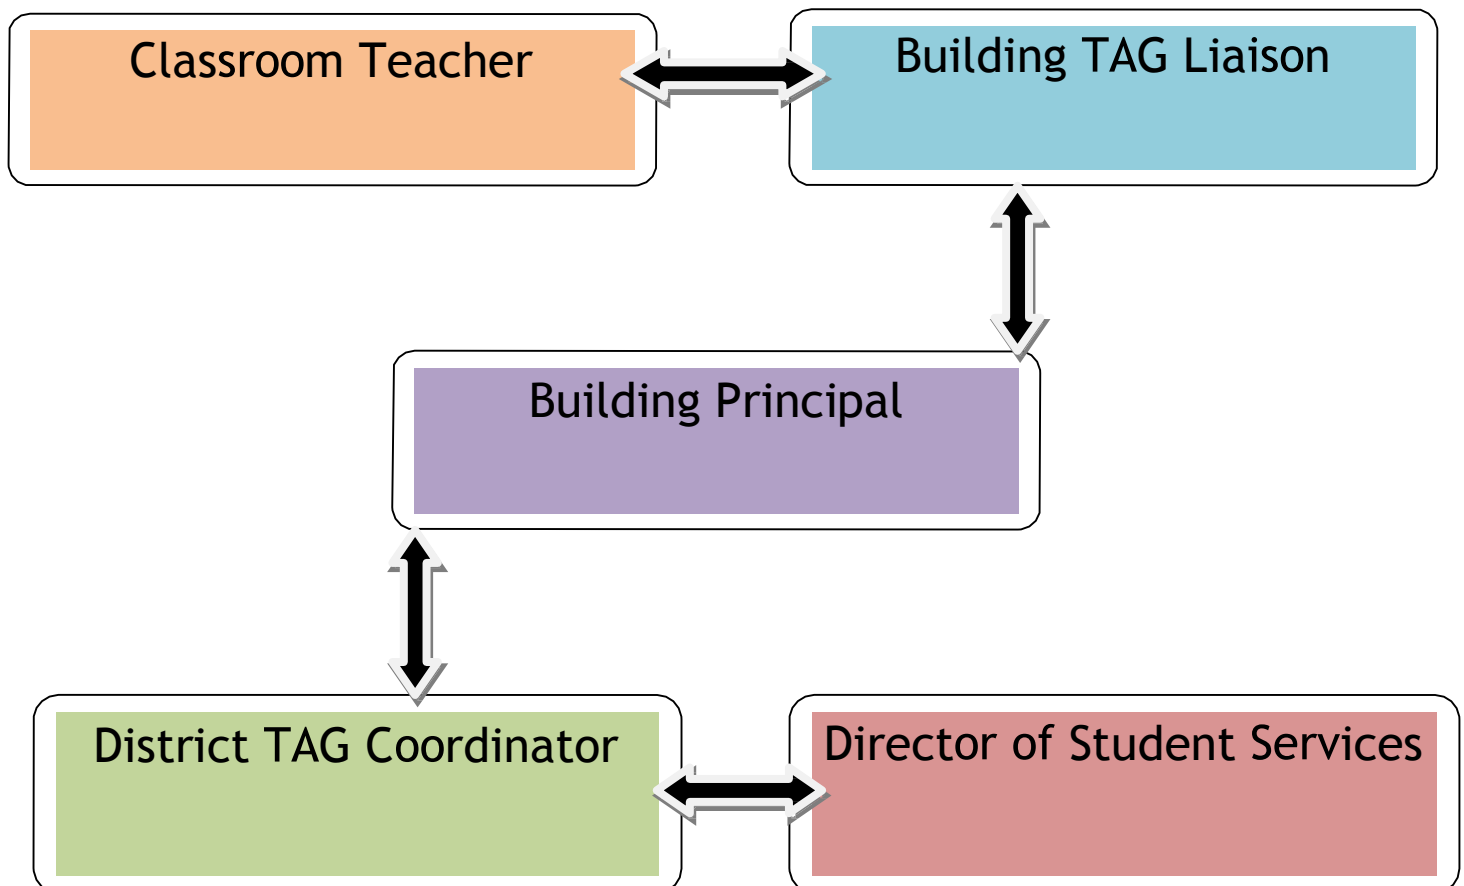 Classroom Teacher
Building TAG Liaison
Building Principal
District TAG Coordinator
Director of Student Services